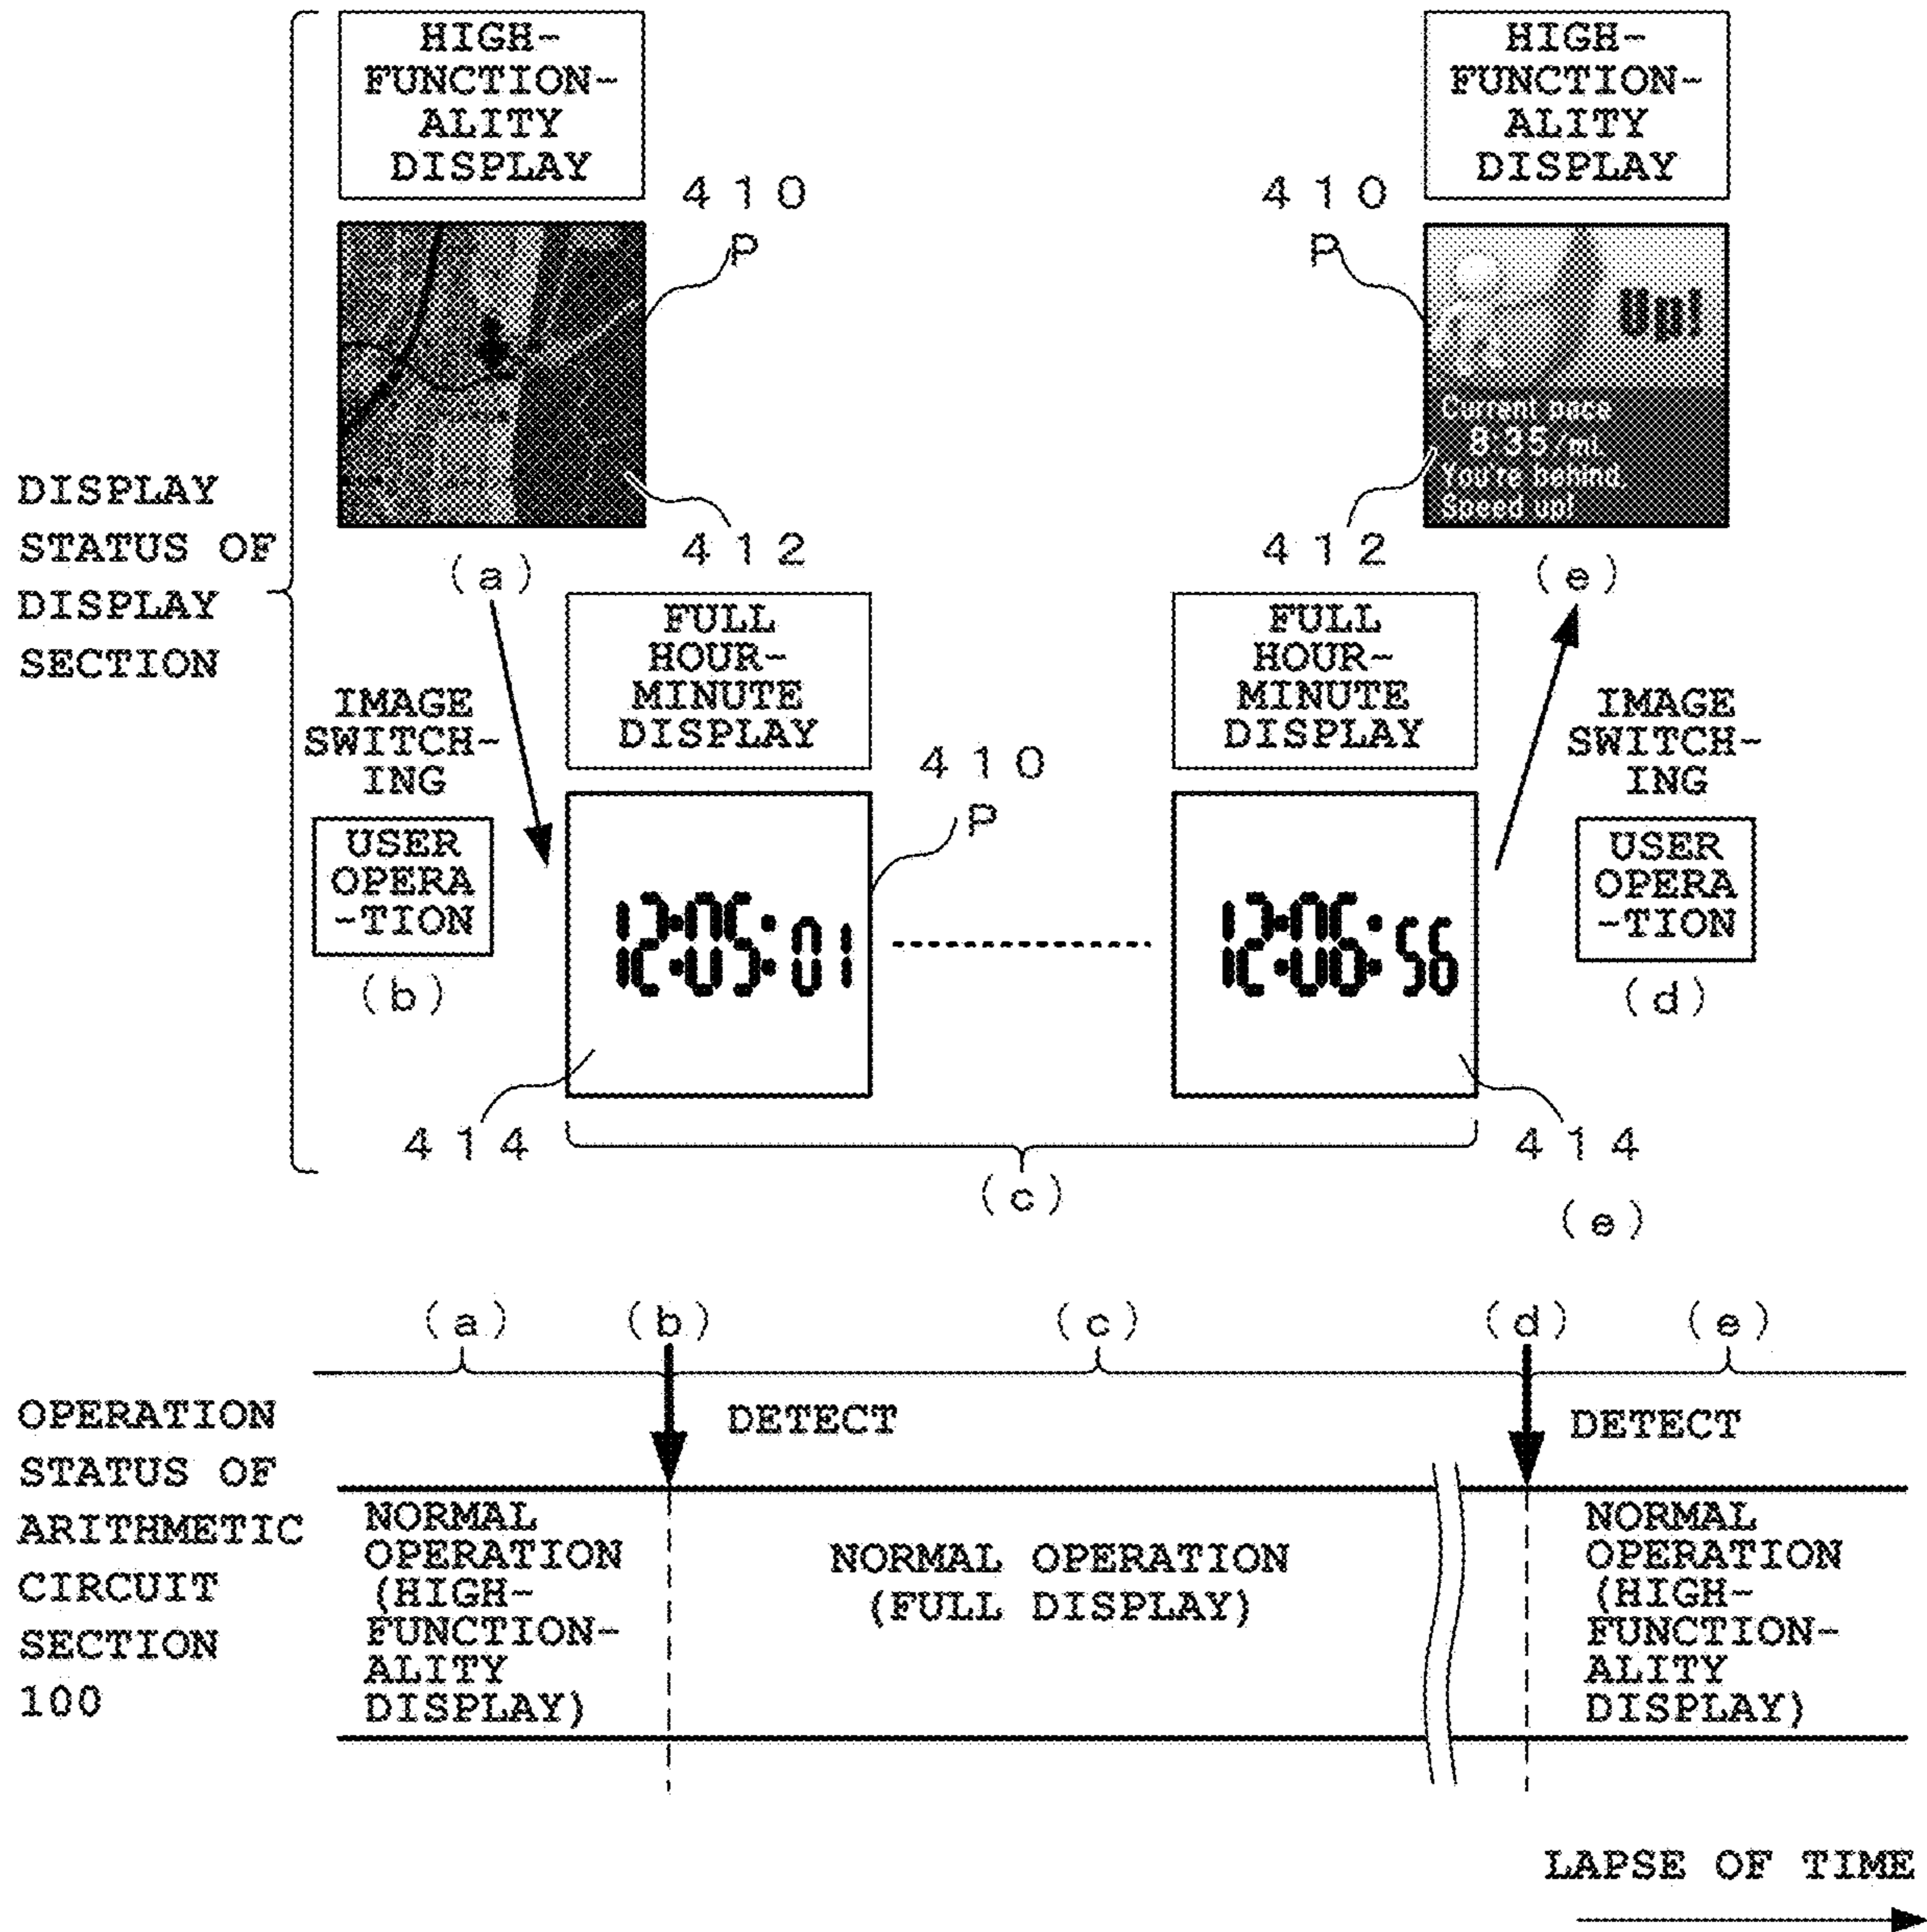 HIGH-
FUNCTION-
ALITY
DISPLAY
HIGH-
FUNCTION-
ALITY
DISPLAY
410
P
410
P
Up!
Current pace
8:35/mi.
You're behind.
Speed up!
412
412
(a)
(e)
DISPLAY
STATUS OF
DISPLAY
SECTION
FULL
HOUR-
MINUTE
DISPLAY
FULL
HOUR-
MINUTE
DISPLAY
IMAGE
SWITCH-
ING
IMAGE
SWITCH-
ING
410
P
USER
OPERA
-TION
USER
OPERA
-TION
(b)
(d)
12:05:01
12:06:56
414
414
(c)
(e)
(a)
(b)
(c)
(d)
(e)
OPERATION
STATUS OF
ARITHMETIC
CIRCUIT
SECTION
100
DETECT
DETECT
NORMAL
OPERATION
(HIGH-
FUNCTION-
ALITY
DISPLAY)
NORMAL OPERATION
(FULL DISPLAY)
NORMAL
OPERATION
(HIGH-
FUNCTION-
ALITY
DISPLAY)
LAPSE OF TIME